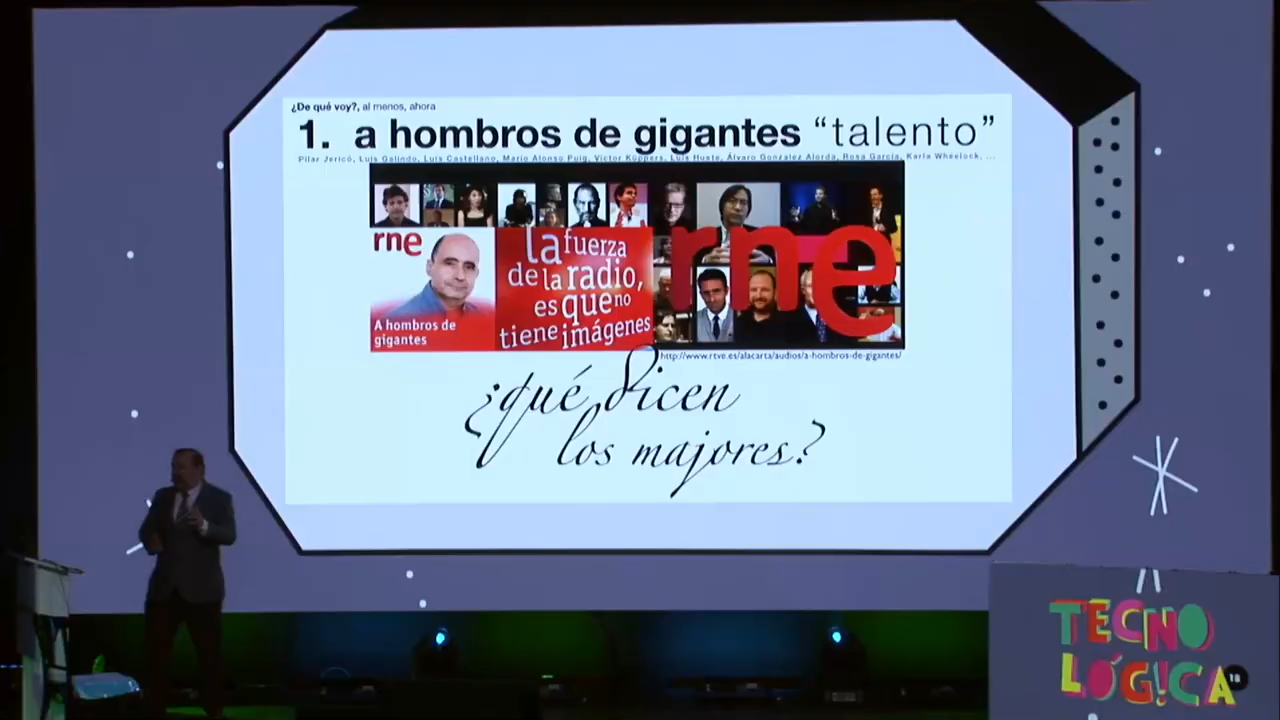 ¿De qué voy?, al menos, ahora
1. a hombros de gigantes “talento”
Pilar Jericó, Luis Galindo, Luis Castellano, Mario Alonso Puig, Víctor Küppers, Luis Huete, Álvaro González Alorda, Rosa García, Karla Wheelock, ...
rne
A hombros de
gigantes
la fuerza
de la radio,
es que no
tiene imágenes
rne
http://www.rtve.es/alacarta/audios/a-hombros-de-gigantes/
¿qué dicen
los majores?
TECNO
LÓG!CA
18